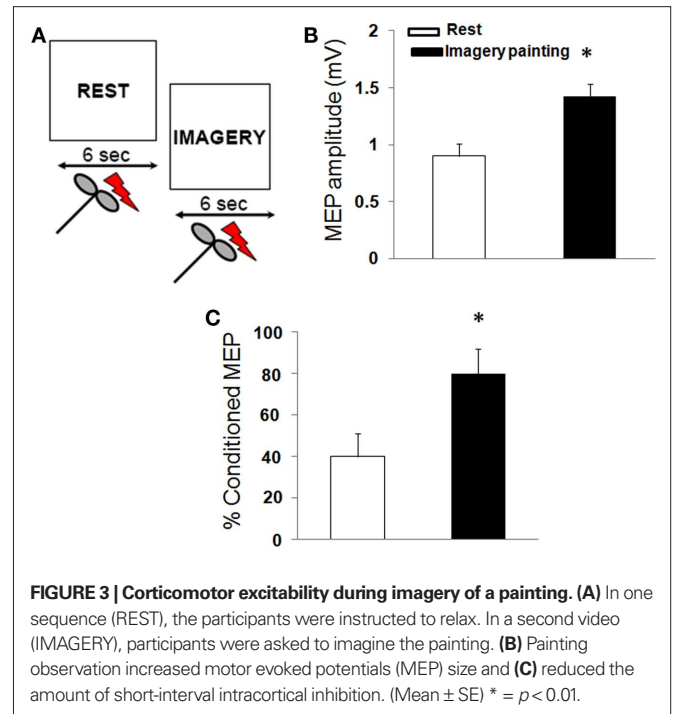 A
REST
6 sec
IMAGERY
6 sec
B
Rest
Imagery painting
*
MEP amplitude (mV)
2
1.5
1
0.5
0
C
*
% Conditioned MEP
100
80
60
40
20
0
FIGURE 3 | Corticomotor excitability during imagery of a painting. (A) In one
sequence (REST), the participants were instructed to relax. In a second video
(IMAGERY), participants were asked to imagine the painting. (B) Painting
observation increased motor evoked potentials (MEP) size and (C) reduced the
amount of short-interval intracortical inhibition. (Mean ± SE) * = p < 0.01.